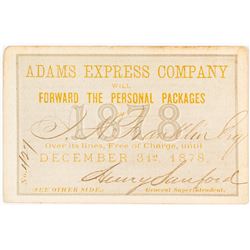 ADAMS EXPRESS COMPANY
WILL
FORWARD THE PERSONAL PACKAGES
1878
Over its lines, Free of Charge, until
DECEMBER 31st, 1878.
No.
Henry Sanford
SEE OTHER SIDE.
General Superintendent.